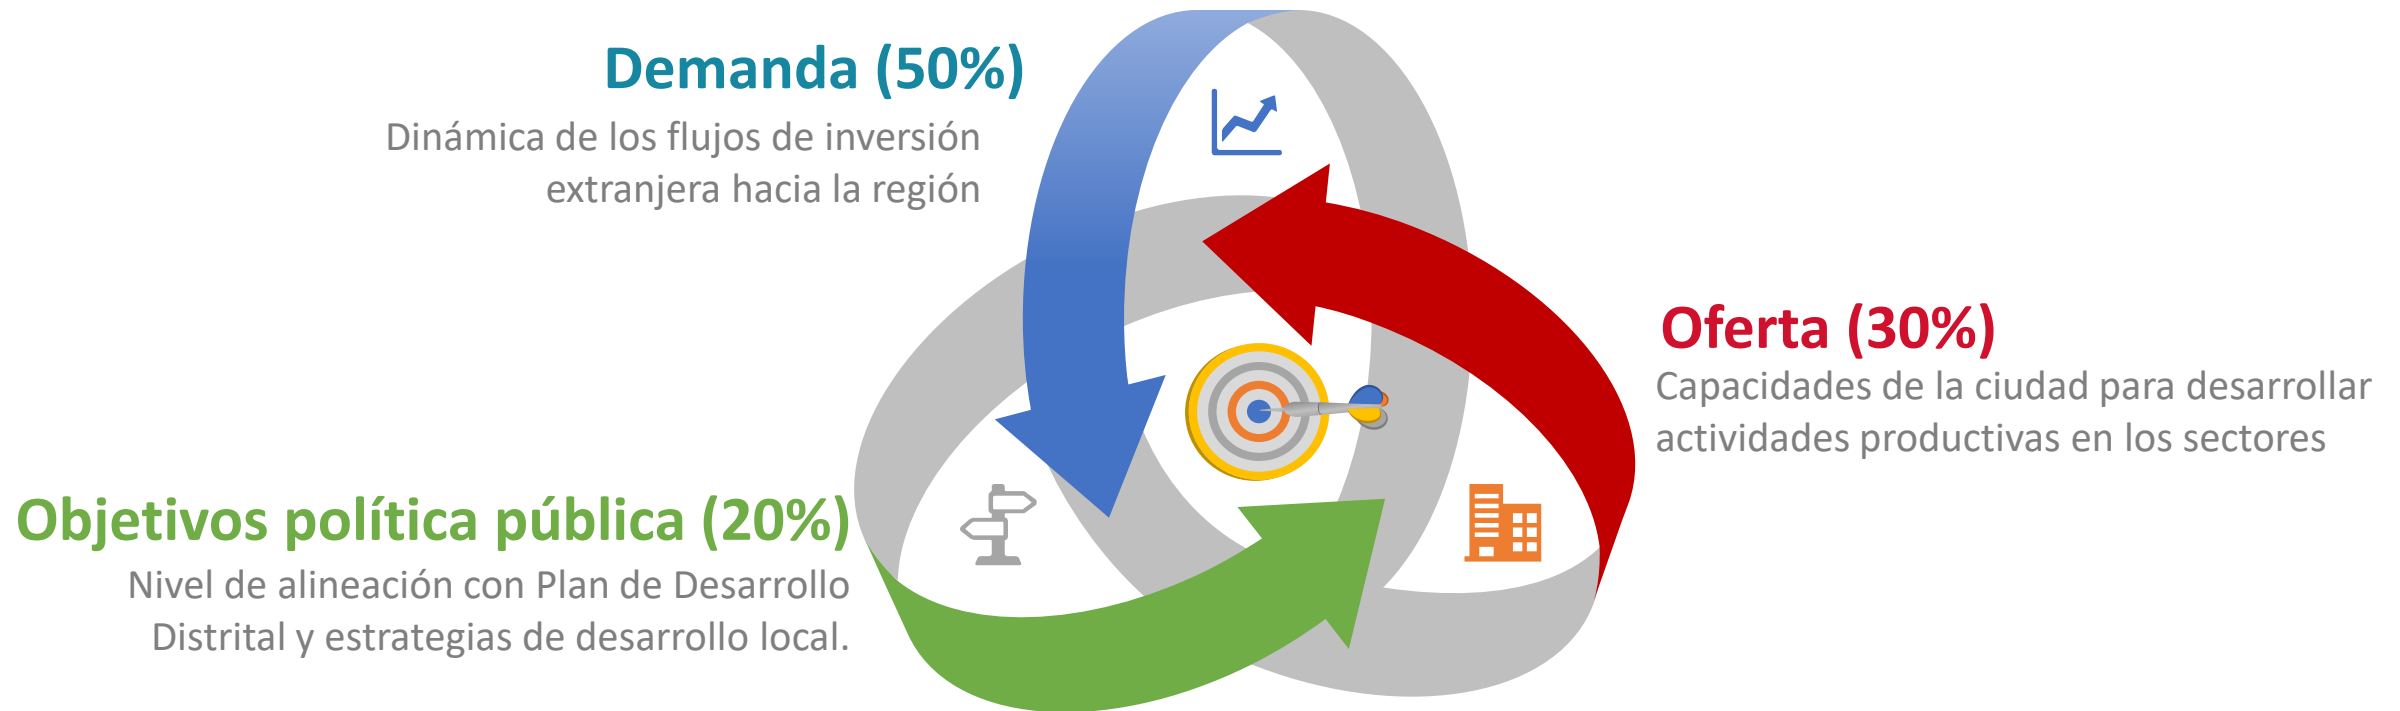 Demanda (50%)
Dinámica de los flujos de inversión
extranjera hacia la región
Oferta (30%)
Capacidades de la ciudad para desarrollar
actividades productivas en los sectores
Objetivos política pública (20%)
Nivel de alineación con Plan de Desarrollo
Distrital y estrategias de desarrollo local.